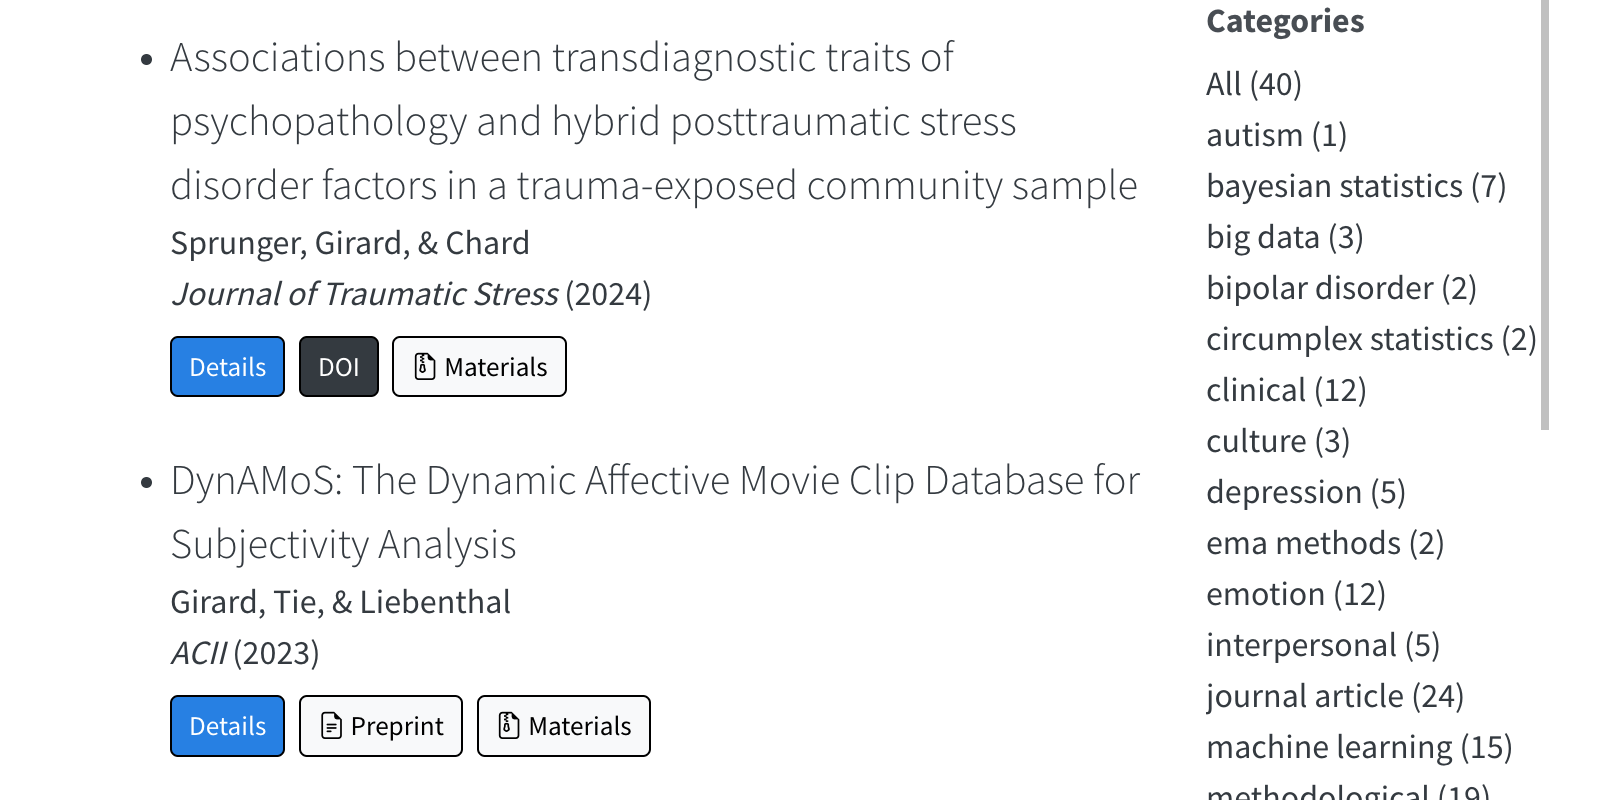 Associations between transdiagnostic traits of
psychopathology and hybrid posttraumatic stress
disorder factors in a trauma-exposed community sample
Sprunger, Girard, & Chard
Journal of Traumatic Stress (2024)
Details
DOI
Materials
DynAMoS: The Dynamic Affective Movie Clip Database for
Subjectivity Analysis
Girard, Tie, & Liebenthal
ACII (2023)
Details
Preprint
Materials
Categories
All (40)
autism (1)
bayesian statistics (7)
big data (3)
bipolar disorder (2)
circumplex statistics (2)
clinical (12)
culture (3)
depression (5)
ema methods (2)
emotion (12)
interpersonal (5)
journal article (24)
machine learning (15)
methodological (19)